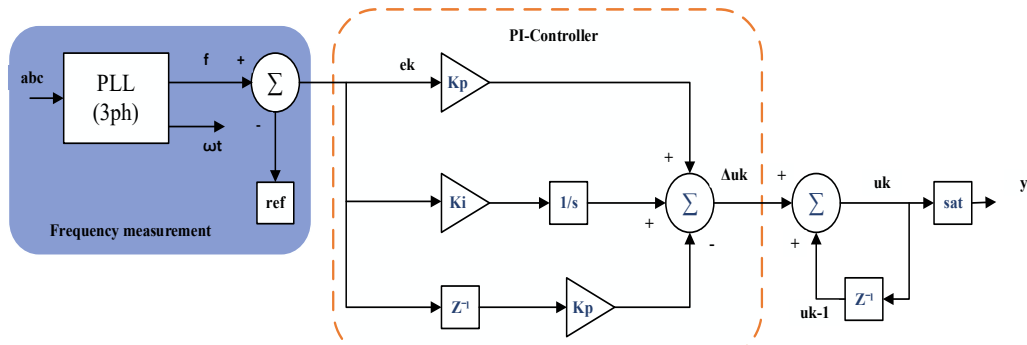 PI-Controller
abc
PLL
(3ph)
f
+
∑
-
ωt
ref
Frequency measurement
ek
Kp
+
Ki
1/s
+
∑
-
Z⁻¹
Kp
Δuk
+
∑
+
uk
sat
y
Z⁻¹
uk-1